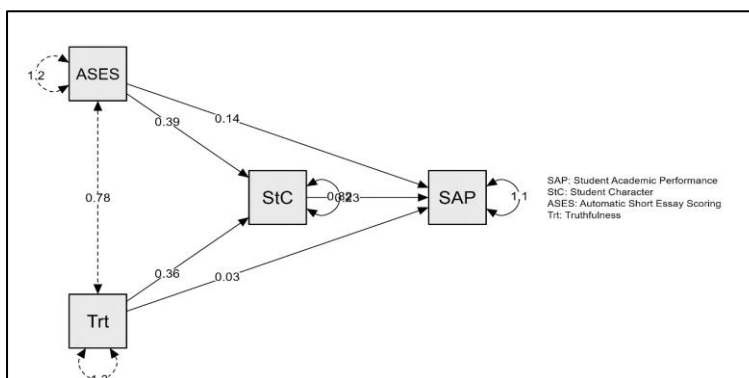 1.2
ASES
0.14
0.39
0.78
StC
SAP
1.1
0.36
0.03
Trt
SAP: Student Academic Performance
StC: Student Character
ASES: Automatic Short Essay Scoring
Trt: Truthfulness